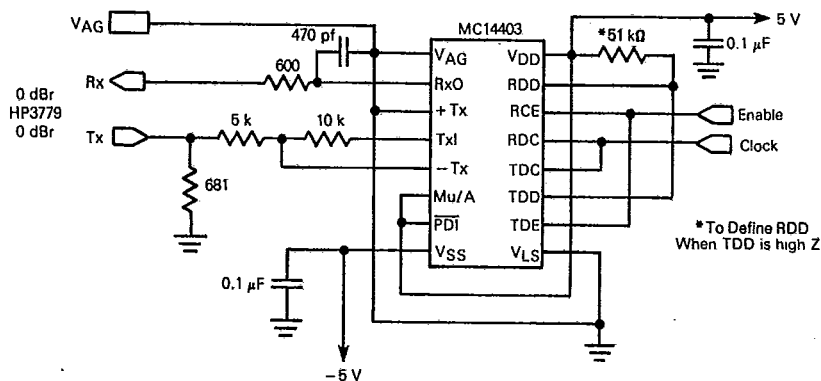 MC14403
470 pf
*51 kΩ
5 V
VAG
VAG
VDD
0.1 µF
600
Rx
RxO
RDD
0 dBr
HP3779
0 dBr
+ Tx
RCE
Enable
5 k
10 k
Tx
TxI
RDC
Clock
− Tx
TDC
681
Mu/A
TDD
PDI
TDE
*To Define RDD
When TDD is high Z
VSS
VLS
0.1 µF
−5 V